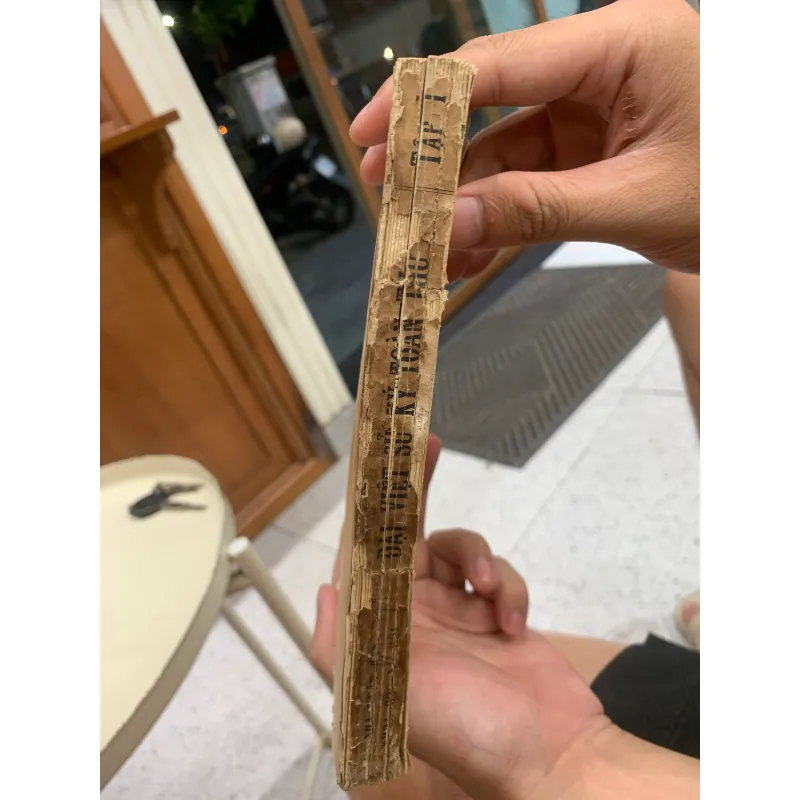 ĐẠI VIỆT SỬ KÝ TOÀN THƯ
TẬP I